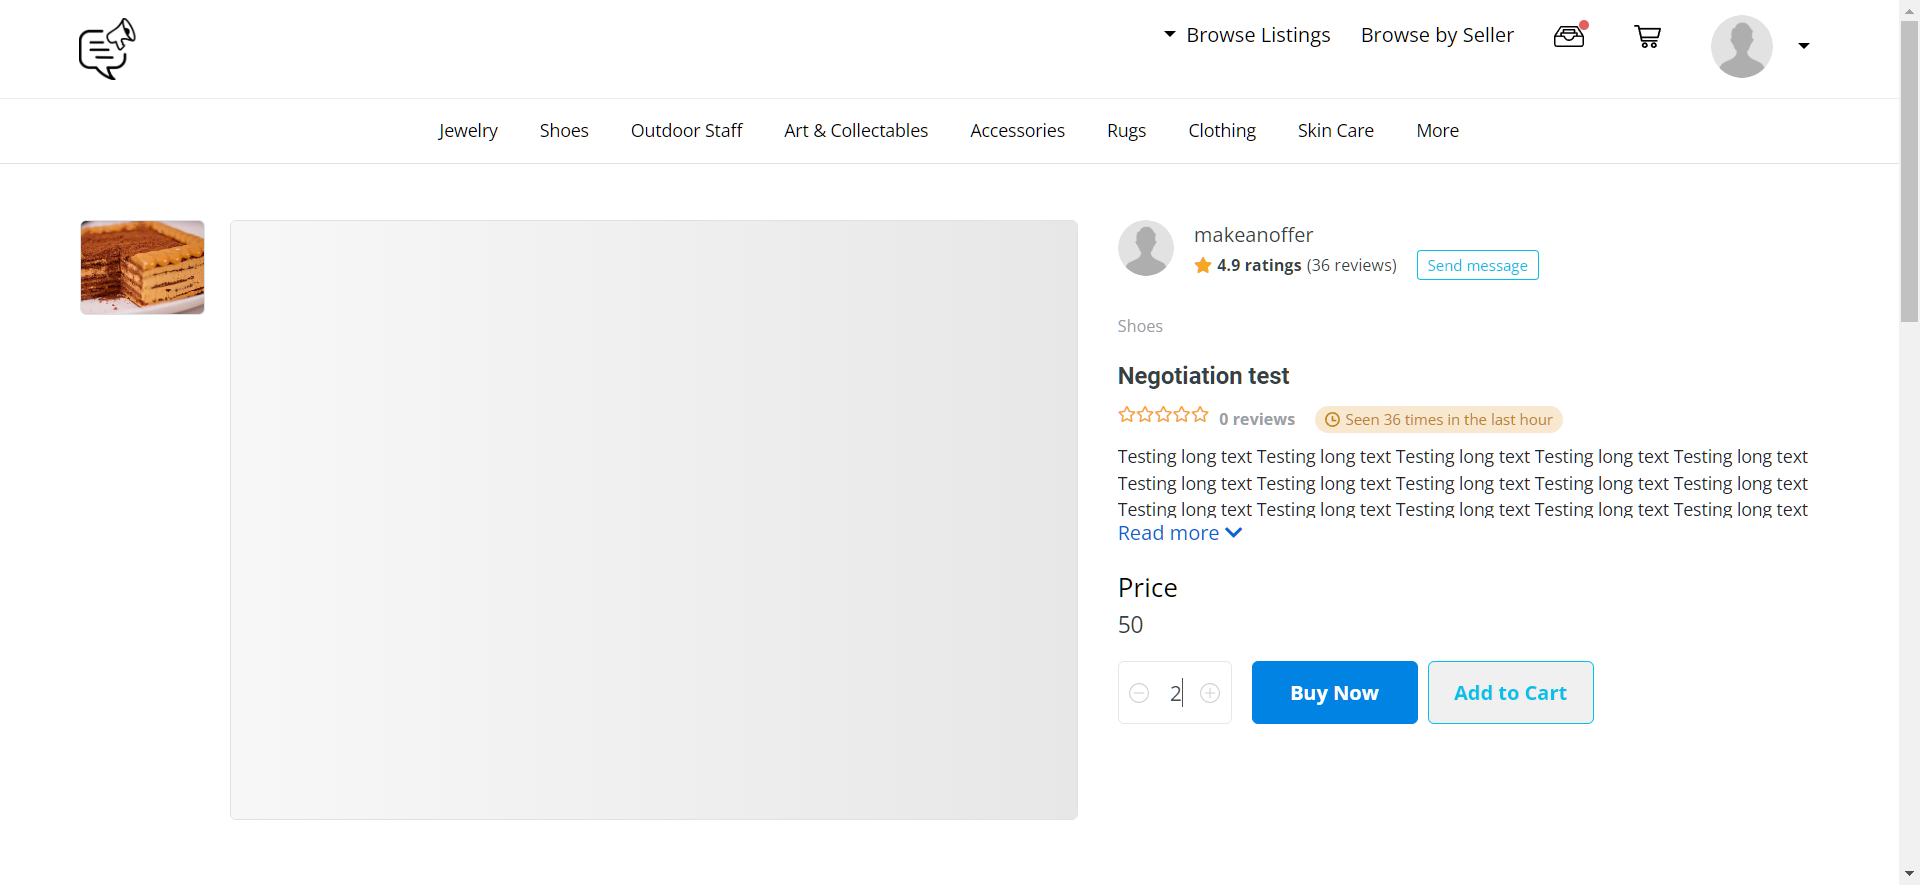 Browse Listings Browse by Seller
Jewelry Shoes Outdoor Staff Art & Collectables Accessories Rugs Clothing Skin Care More
makeanoffer
4.9 ratings (36 reviews) Send message
Shoes
Negotiation test
0 reviews Seen 36 times in the last hour
Testing long text Testing long text Testing long text Testing long text Testing long text
Testing long text Testing long text Testing long text Testing long text Testing long text
Testing long text Testing long text Testing long text Testing long text Testing long text
Read more
Price
50
2 Buy Now Add to Cart